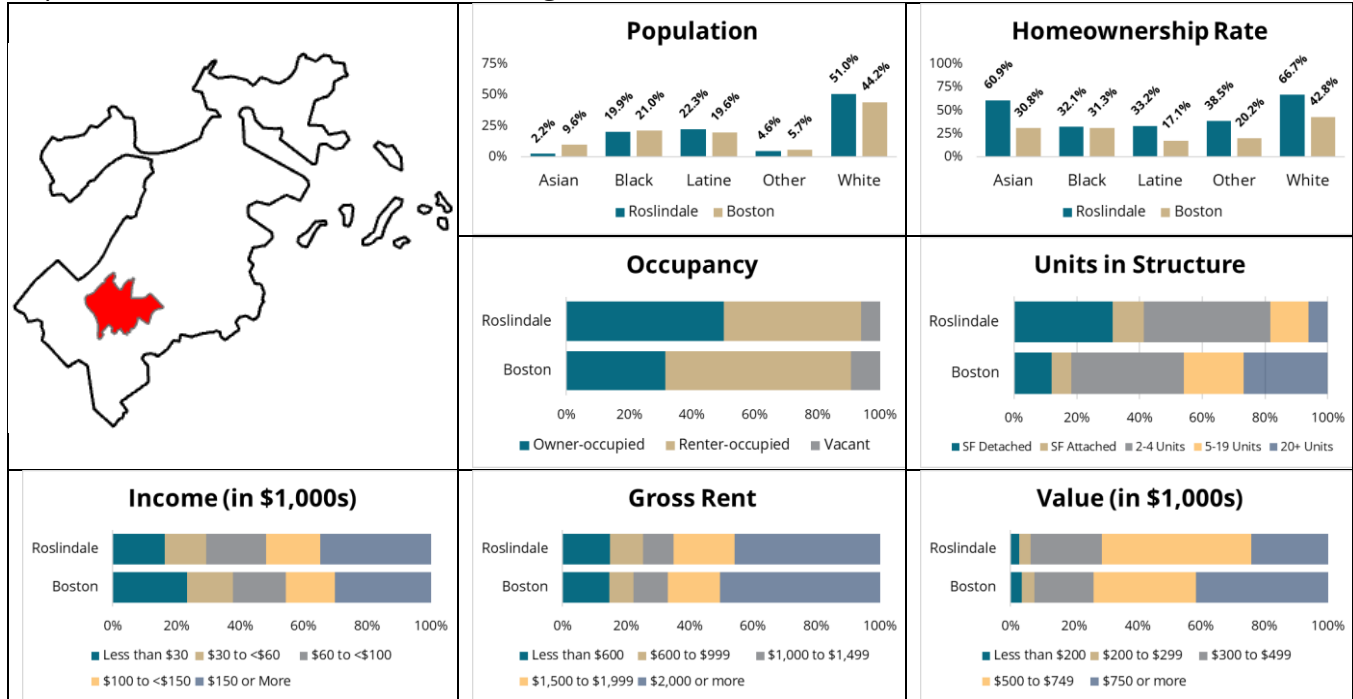 Population
75%
50%
25%
0%
2.2% 9.6% 19.9% 21.0% 22.3% 19.6% 4.6% 5.7% 51.0% 44.2%
Asian Black Latine Other White
Roslindale Boston
Homeownership Rate
100%
75%
50%
25%
0%
60.9% 30.8% 32.1% 31.3% 33.2% 17.1% 38.5% 20.2% 66.7% 42.8%
Asian Black Latine Other White
Roslindale Boston
Occupancy
Roslindale
Boston
0% 20% 40% 60% 80% 100%
Owner-occupied Renter-occupied Vacant
Units in Structure
Roslindale
Boston
0% 20% 40% 60% 80% 100%
SF Detached SF Attached 2-4 Units 5-19 Units 20+ Units
Income (in $1,000s)
Roslindale
Boston
0% 20% 40% 60% 80% 100%
Less than $30 $30 to <$60 $60 to <$100
$100 to <$150 $150 or More
Gross Rent
Roslindale
Boston
0% 20% 40% 60% 80% 100%
Less than $600 $600 to $999 $1,000 to $1,499
$1,500 to $1,999 $2,000 or more
Value (in $1,000s)
Roslindale
Boston
0% 20% 40% 60% 80% 100%
Less than $200 $200 to $299 $300 to $499
$500 to $749 $750 or more